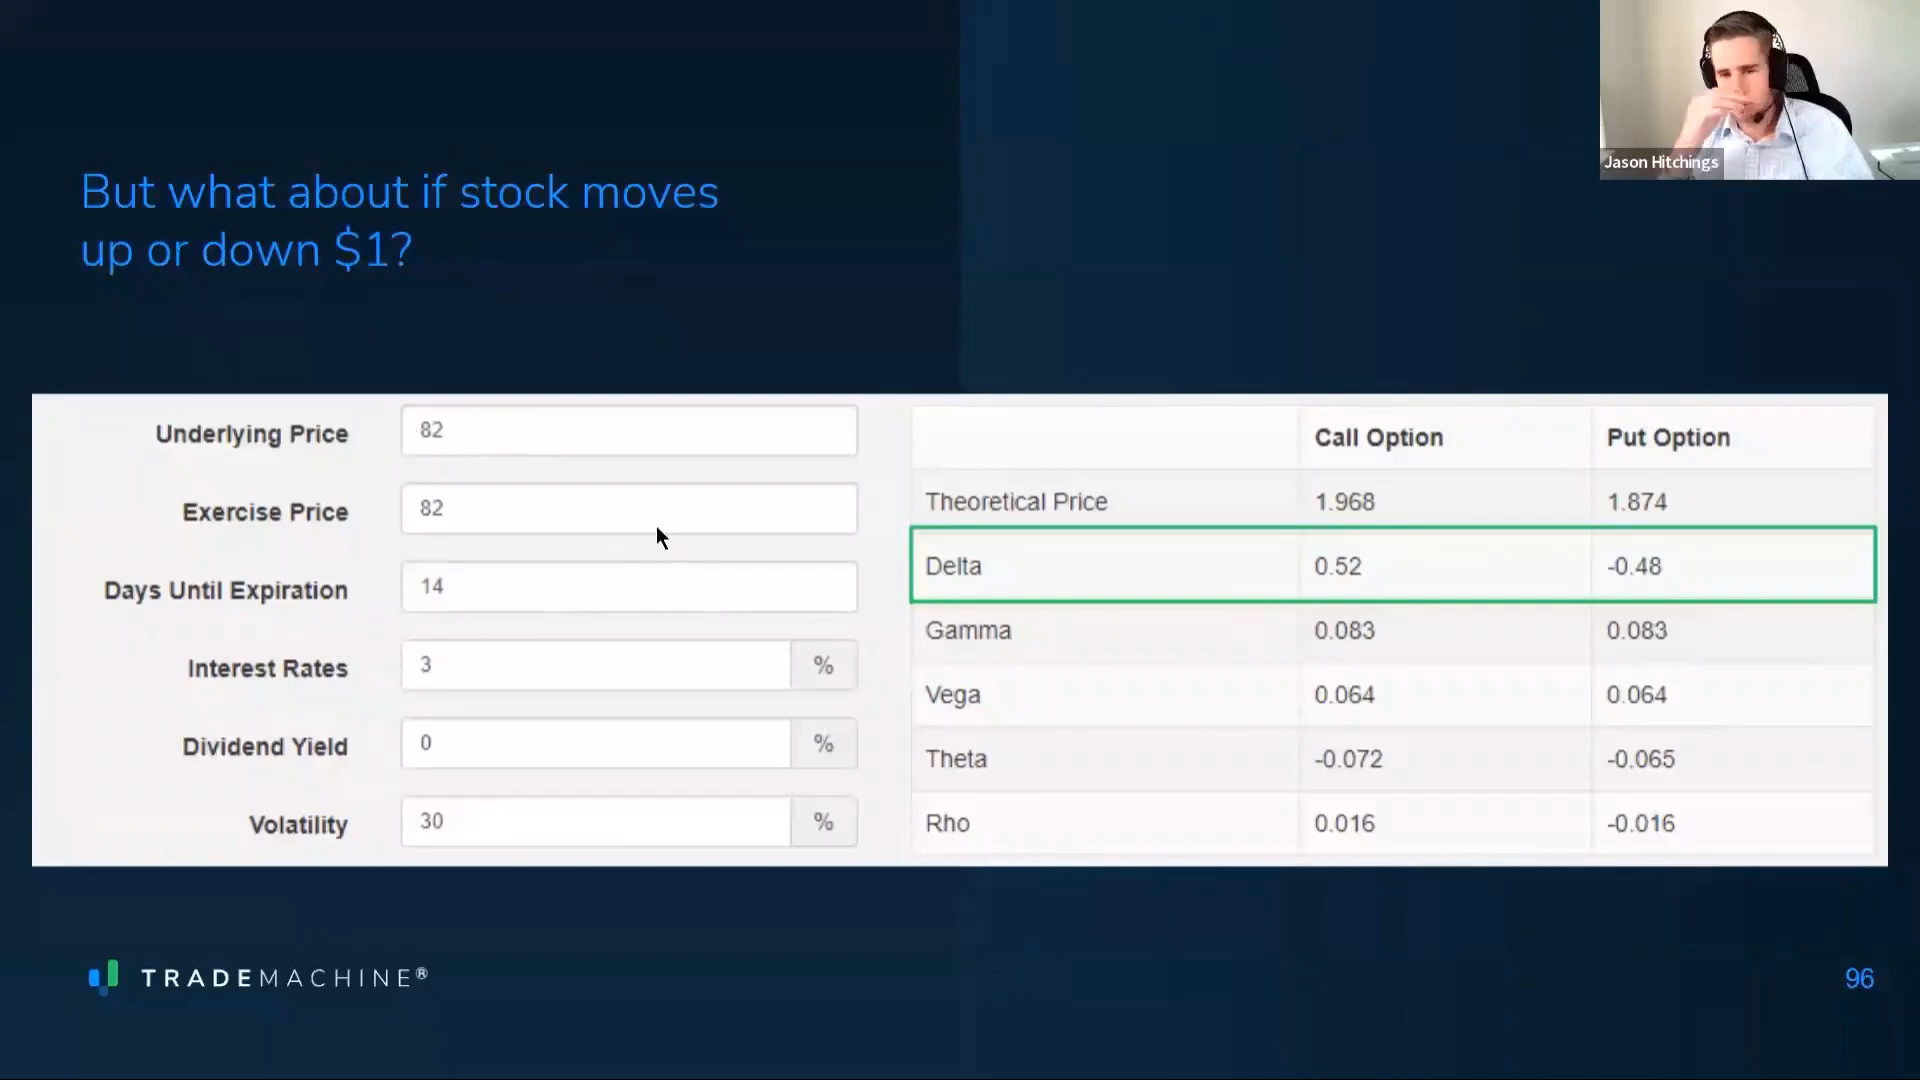 Jason Hitchings
But what about if stock moves
up or down $1?
Underlying Price 82
Exercise Price 82
Days Until Expiration 14
Interest Rates 3 %
Dividend Yield 0 %
Volatility 30 %
Call Option Put Option
Theoretical Price 1.968 1.874
Delta 0.52 -0.48
Gamma 0.083 0.083
Vega 0.064 0.064
Theta -0.072 -0.065
Rho 0.016 -0.016
TRADEMACHINE®
96